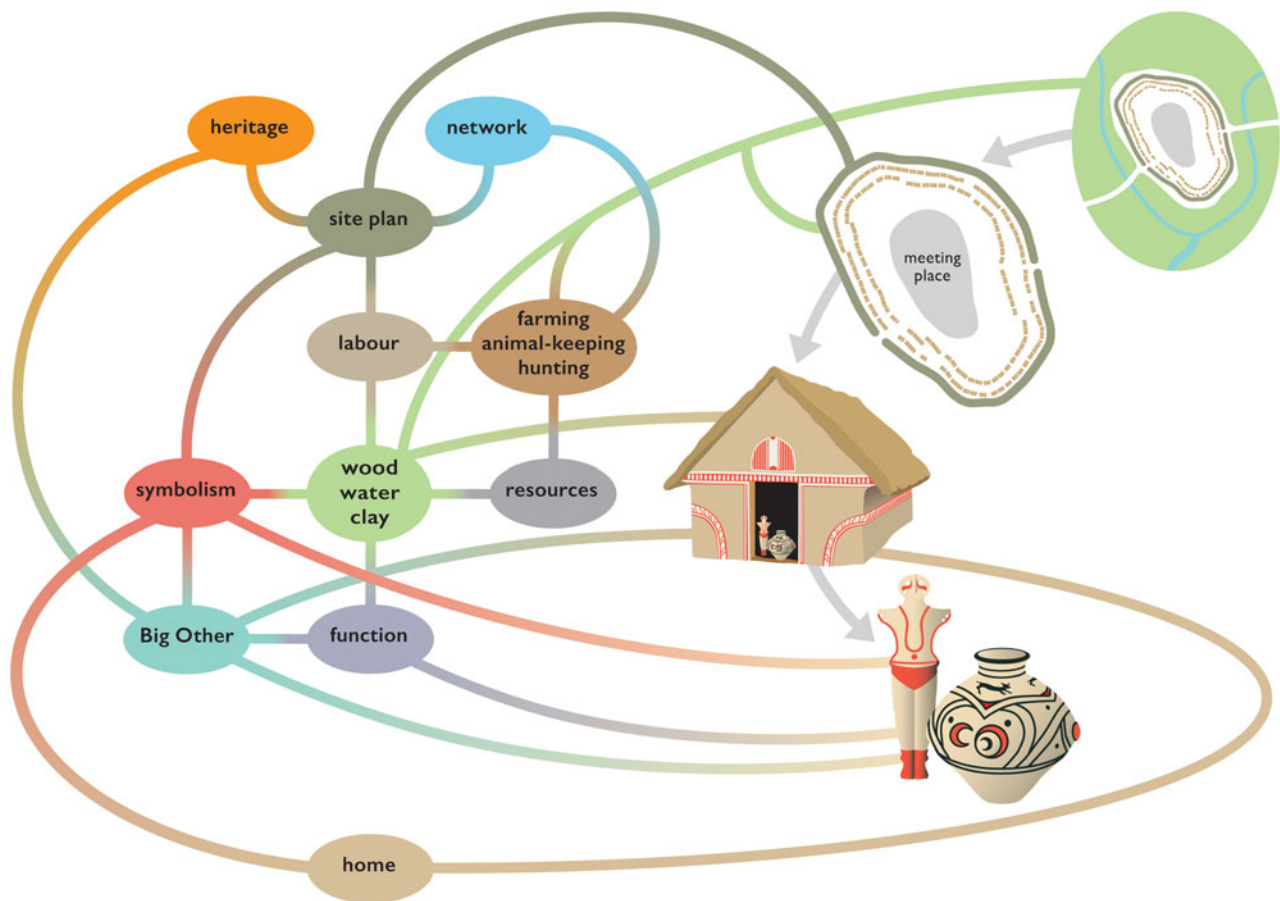 heritage
network
site plan
meeting
place
labour
farming
animal-keeping
hunting
symbolism
wood
water
clay
resources
Big Other
function
home